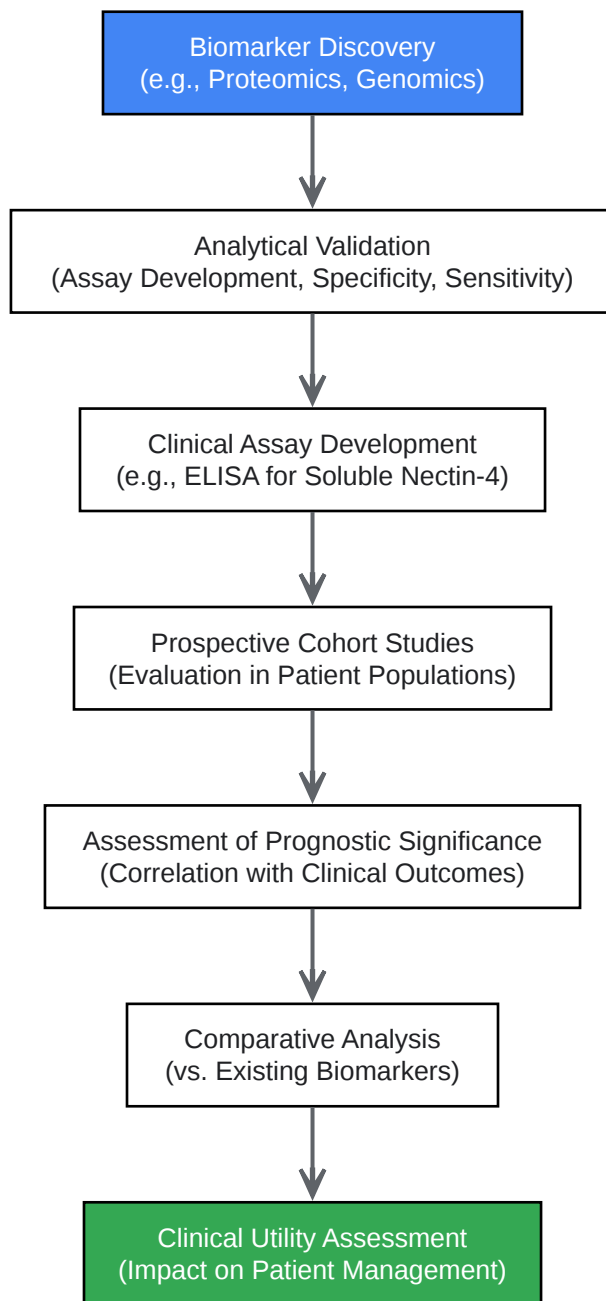 Biomarker Discovery
(e.g., Proteomics, Genomics)
Analytical Validation
(Assay Development, Specificity, Sensitivity)
Clinical Assay Development
(e.g., ELISA for Soluble Nectin-4)
Prospective Cohort Studies
(Evaluation in Patient Populations)
Assessment of Prognostic Significance
(Correlation with Clinical Outcomes)
Comparative Analysis
(vs. Existing Biomarkers)
Clinical Utility Assessment
(Impact on Patient Management)